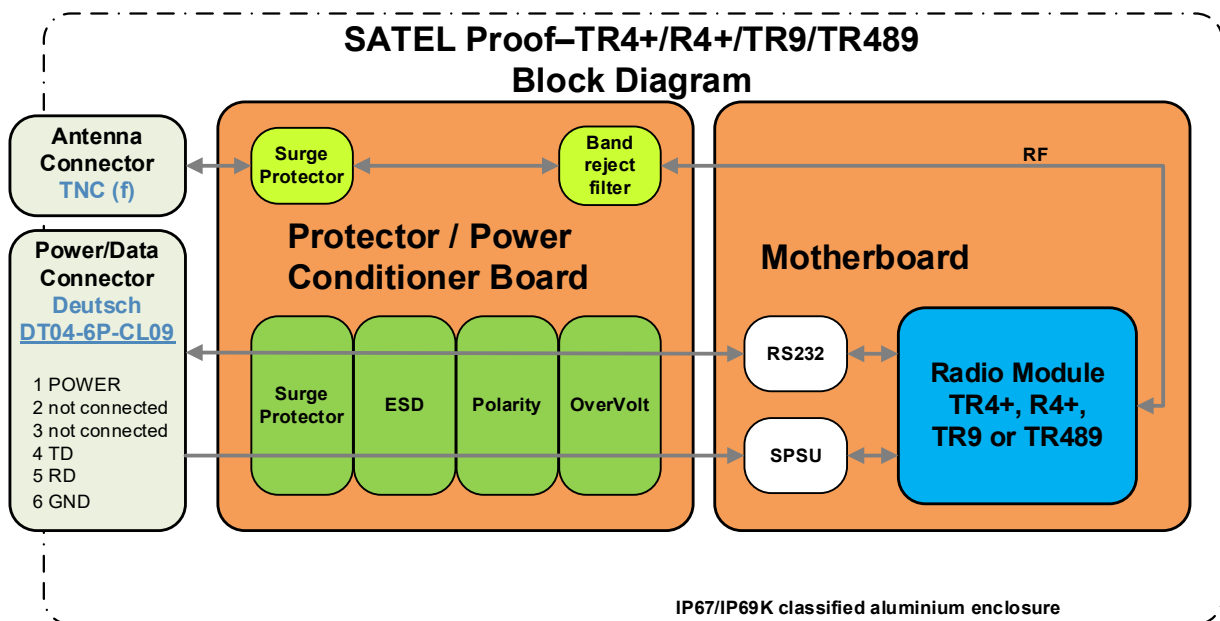 SATEL Proof–TR4+/R4+/TR9/TR489
Block Diagram
Antenna
Connector
TNC (f)
Surge
Protector
Band
reject
filter
RF
Power/Data
Connector
Deutsch
DT04-6P-CL09
1 POWER
2 not connected
3 not connected
4 TD
5 RD
6 GND
Protector / Power
Conditioner Board
Surge
Protector
ESD
Polarity
OverVolt
Motherboard
RS232
SPSU
Radio Module
TR4+, R4+,
TR9 or TR489
IP67/IP69K classified aluminium enclosure